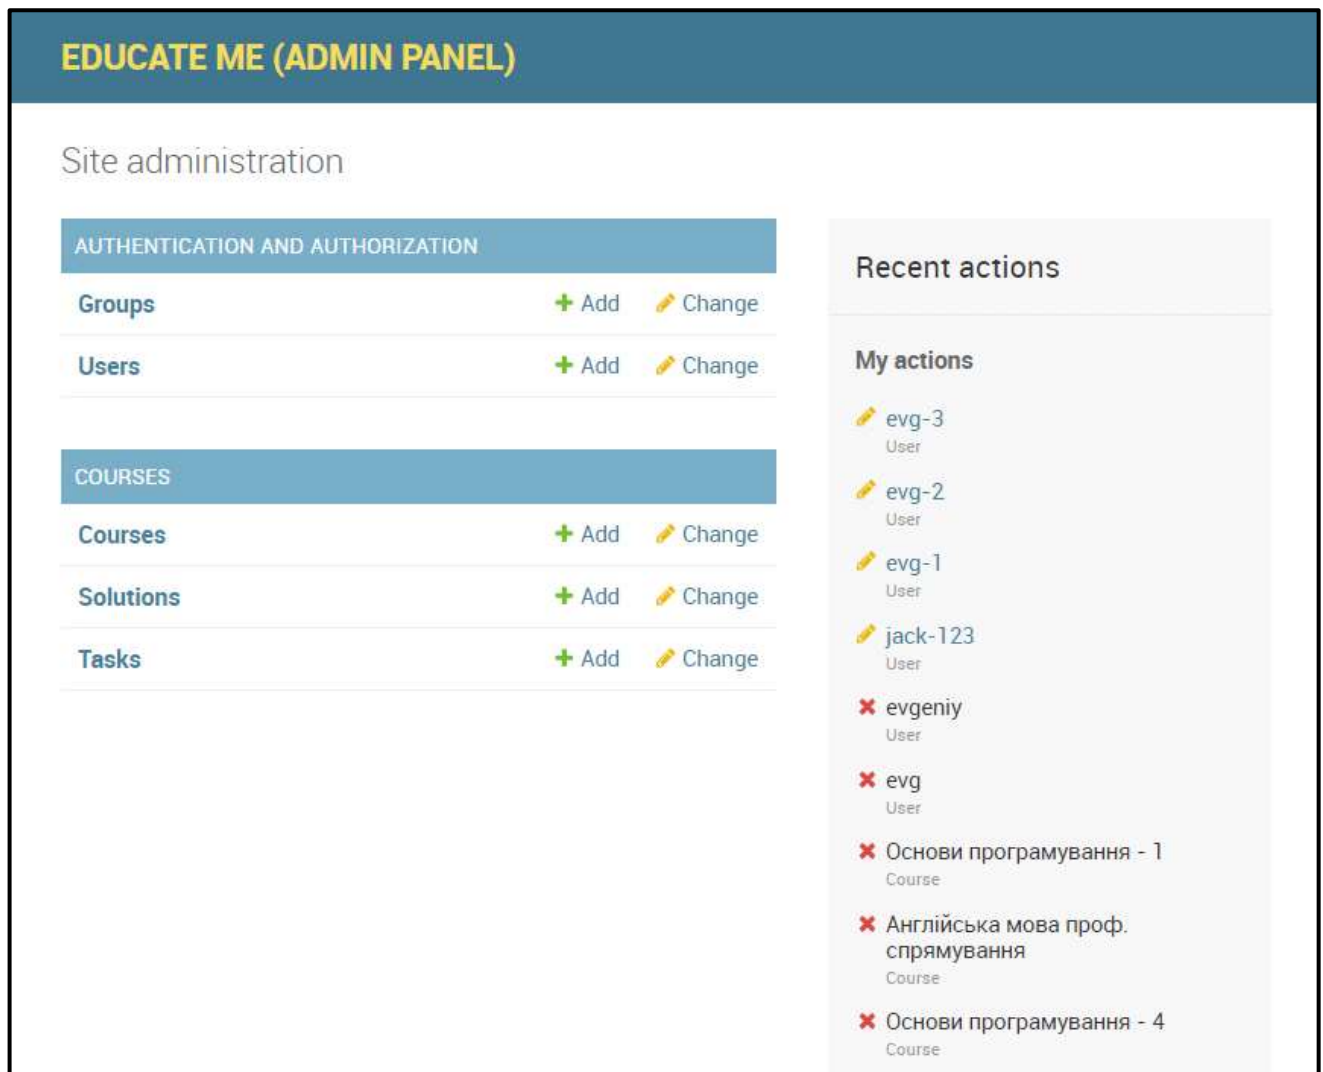 EDUCATE ME (ADMIN PANEL)
Site administration
AUTHENTICATION AND AUTHORIZATION
Groups Add Change
Users Add Change
COURSES
Courses Add Change
Solutions Add Change
Tasks Add Change
Recent actions
My actions
evg-3
User
evg-2
User
evg-1
User
jack-123
User
evgeniy
User
evg
User
Основи програмування - 1
Course
Англійська мова проф.
спрямування
Course
Основи програмування - 4
Course